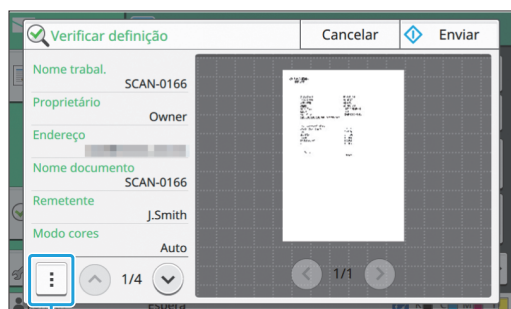 Verificar definição
Cancelar
Enviar
Nome trabal.
SCAN-0166
Proprietário
Owner
Endereço
Nome documento
SCAN-0166
Remetente
J.Smith
Modo cores
Auto
1/4
1/1
Espera